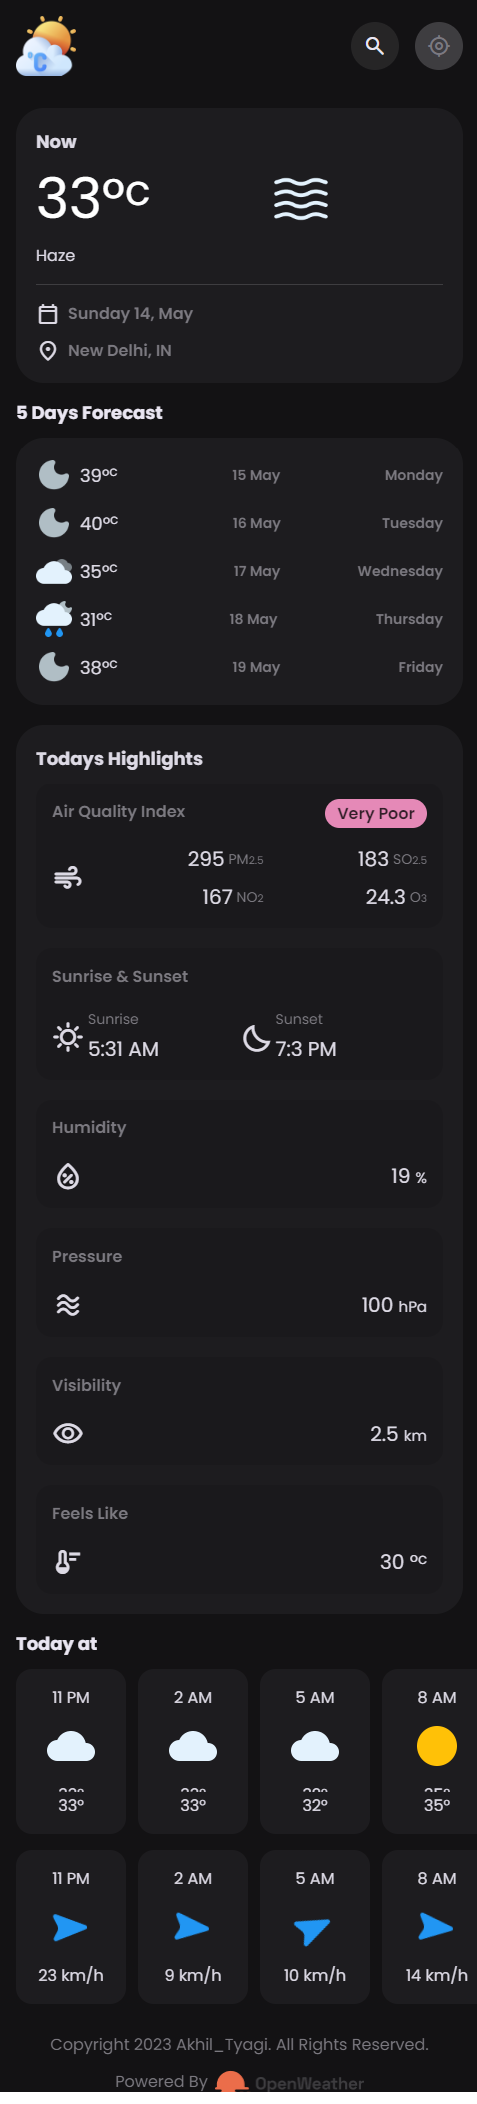 C
Now
33°C
Haze
Sunday 14, May
New Delhi, IN
5 Days Forecast
39°C 15 May Monday
40°C 16 May Tuesday
35°C 17 May Wednesday
31°C 18 May Thursday
38°C 19 May Friday
Todays Highlights
Air Quality Index Very Poor
295 PM2.5 183 SO2.5
167 NO2 24.3 O3
Sunrise & Sunset
Sunrise Sunset
5:31 AM 7:3 PM
Humidity
19 %
Pressure
100 hPa
Visibility
2.5 km
Feels Like
30 °C
Today at
11 PM 2 AM 5 AM 8 AM
33° 33° 32° 35°
11 PM 2 AM 5 AM 8 AM
23 km/h 9 km/h 10 km/h 14 km/h
Copyright 2023 Akhil_Tyagi. All Rights Reserved.
Powered By OpenWeather